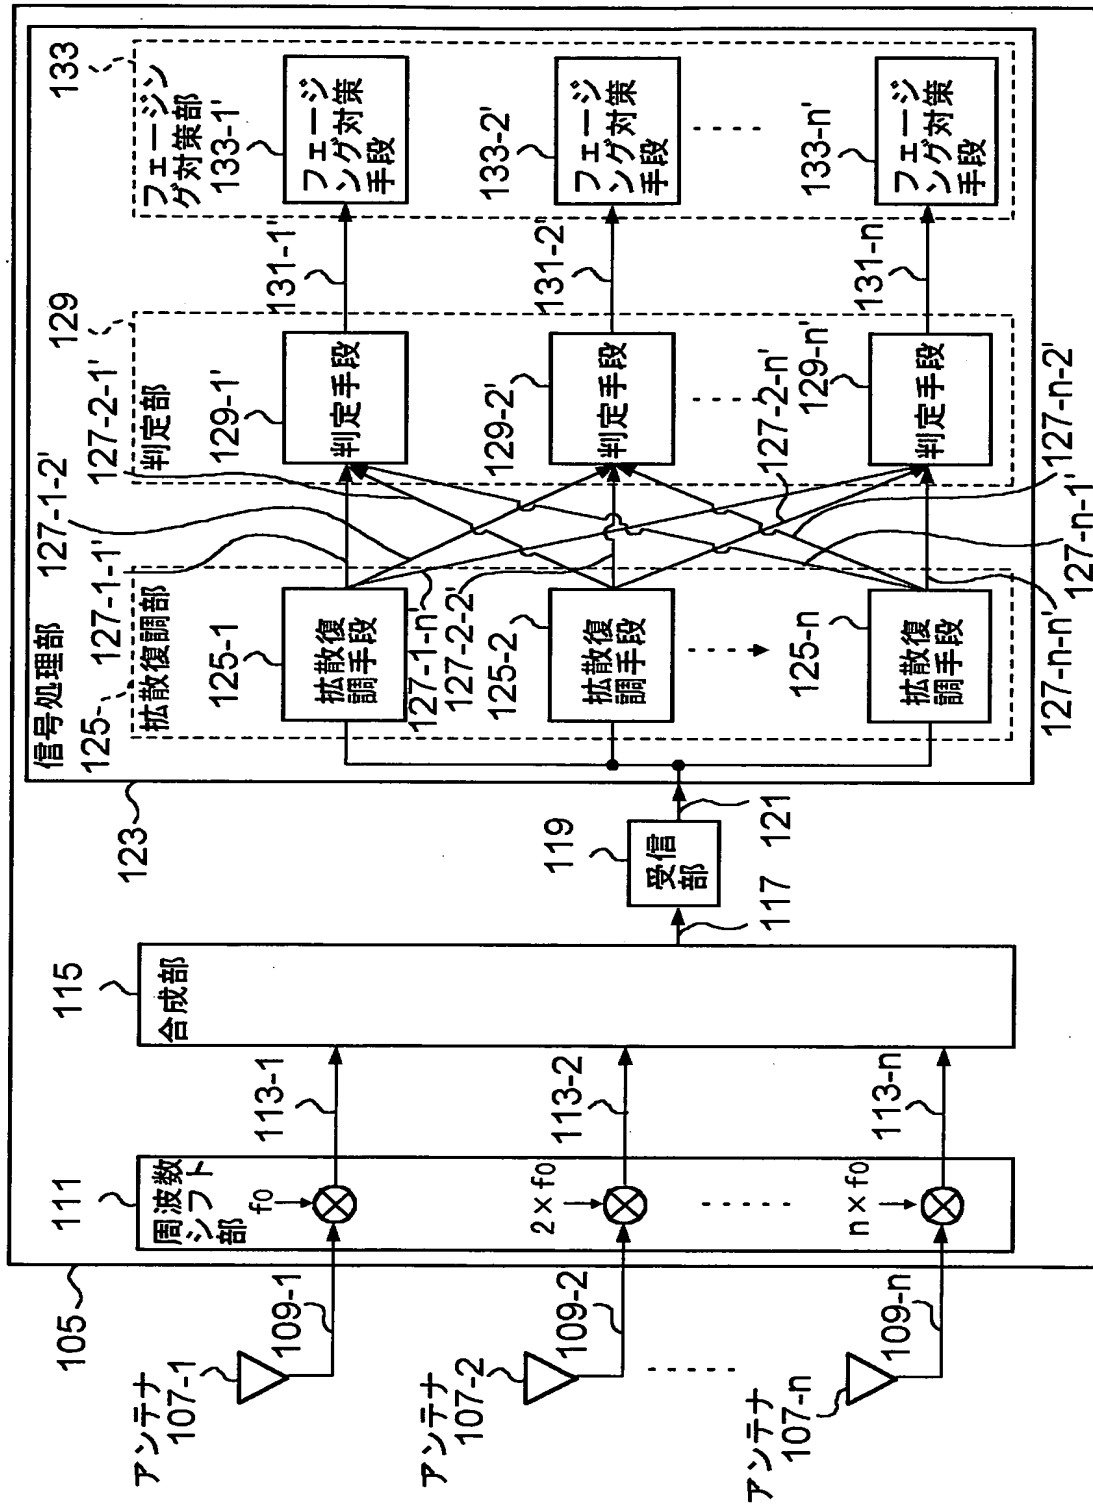 アンテナ
107-1
109-1
アンテナ
107-2
109-2
アンテナ
107-n
109-n
105
111
周波数
シフト
部
f0
2×f0
n×f0
113-1
113-2
113-n
115
合成部
117
119
受信
部
121
123
信号処理部
125
拡散復調部
125-1
拡散復
調手段
125-2
拡散復
調手段
125-n
拡散復
調手段
127-1-1'
127-1-2'
127-1-n'
127-2-1'
127-2-2'
127-2-n'
127-n-1'
127-n-2'
127-n-n'
129
判定部
129-1'
判定手段
129-2'
判定手段
129-n'
判定手段
131-1'
131-2'
131-n'
133
フェージン
グ対策部
133-1'
フェージ
ング対策
手段
133-2'
フェージ
ング対策
手段
133-n'
フェージ
ング対策
手段